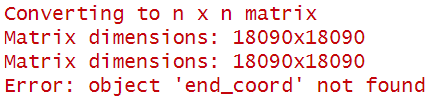 Converting to n x n matrix
Matrix dimensions: 18090x18090
Matrix dimensions: 18090x18090
Error: object 'end_coord' not found